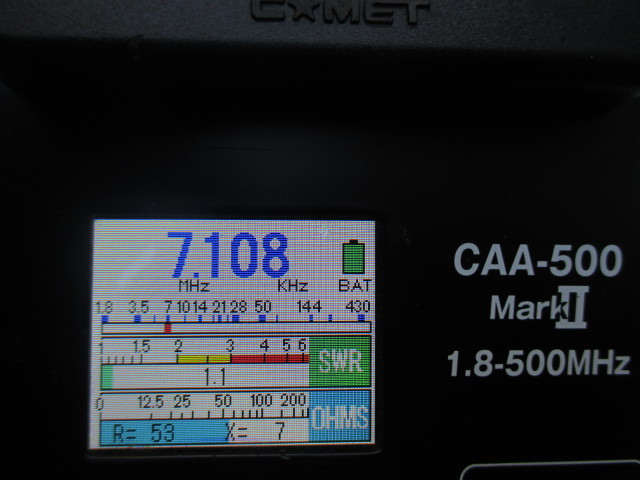 COMET
7.108
MHz KHz BAT
1.8 3.5 7 10 14 21 28 50 144 430
1 1.5 2 3 4 5 6
SWR
1.1
0 12.5 25 50 100 200
OHMS
R= 53 X= 7
CAA-500
Mark II
1.8-500MHz